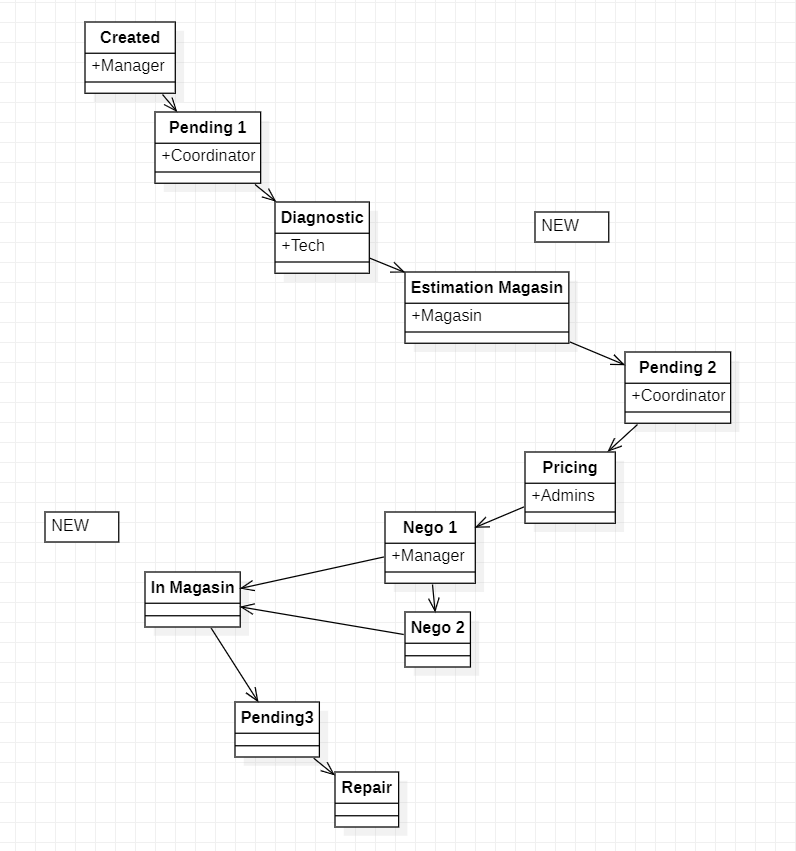 Created
+Manager
Pending 1
+Coordinator
Diagnostic
+Tech
NEW
Estimation Magasin
+Magasin
Pending 2
+Coordinator
Pricing
+Admins
NEW
Nego 1
+Manager
In Magasin
Nego 2
Pending3
Repair